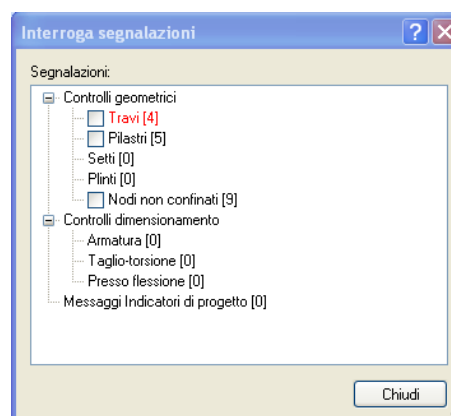 Interroga segnalazioni
Segnalazioni:
Controlli geometrici
Travi [4]
Pilastri [5]
Setti [0]
Plinti [0]
Nodi non confinati [9]
Controlli dimensionamento
Armatura [0]
Taglio-torsione [0]
Presso flessione [0]
Messaggi Indicatori di progetto [0]
Chiudi